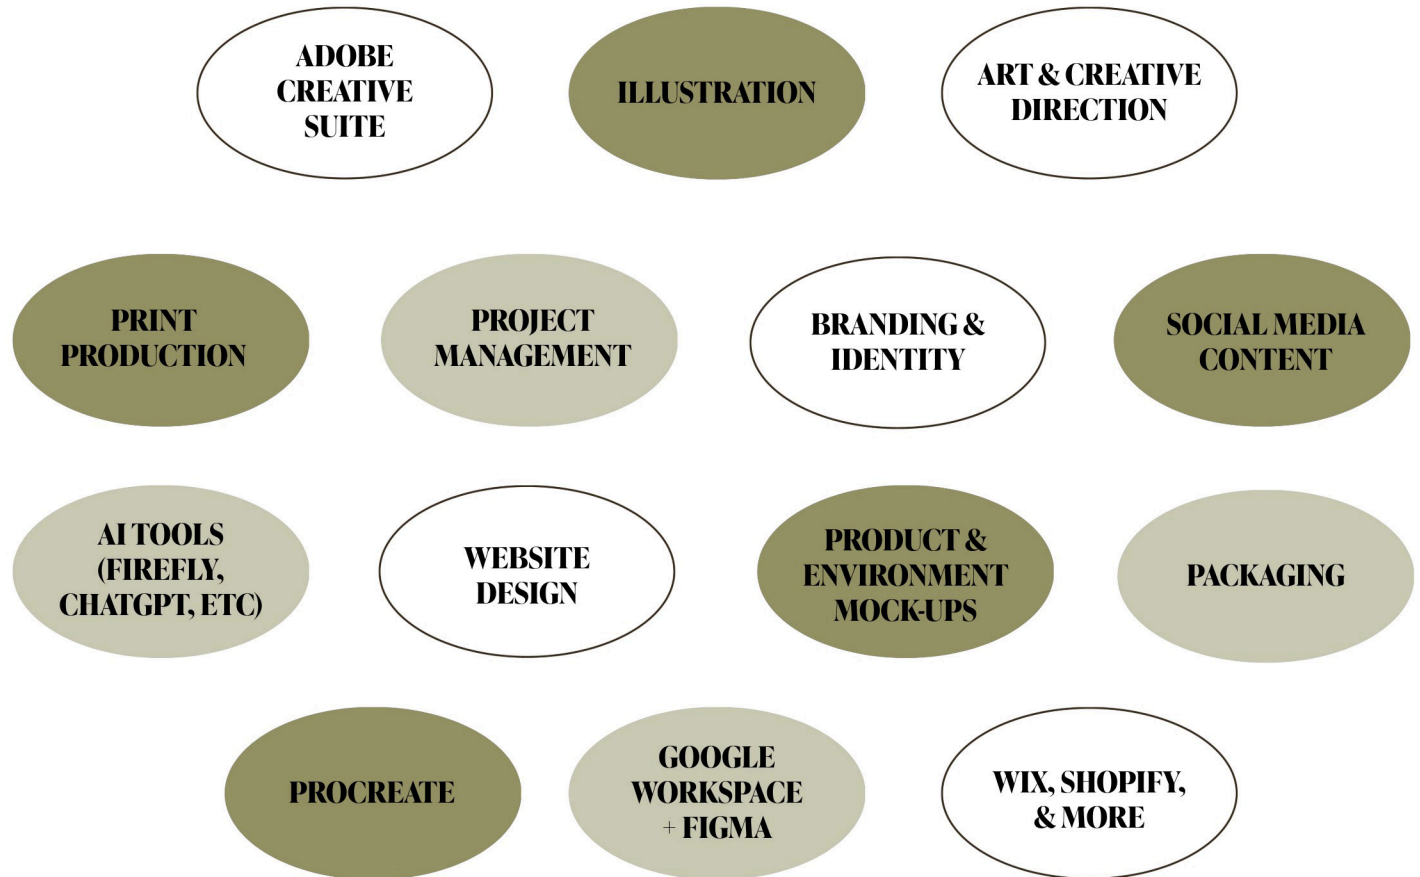 ADOBE
CREATIVE
SUITE
ILLUSTRATION
ART & CREATIVE
DIRECTION
PRINT
PRODUCTION
PROJECT
MANAGEMENT
BRANDING &
IDENTITY
SOCIAL MEDIA
CONTENT
AI TOOLS
(FIREFLY,
CHATGPT, ETC)
WEBSITE
DESIGN
PRODUCT &
ENVIRONMENT
MOCK-UPS
PACKAGING
PROCREATE
GOOGLE
WORKSPACE
+ FIGMA
WIX, SHOPIFY,
& MORE